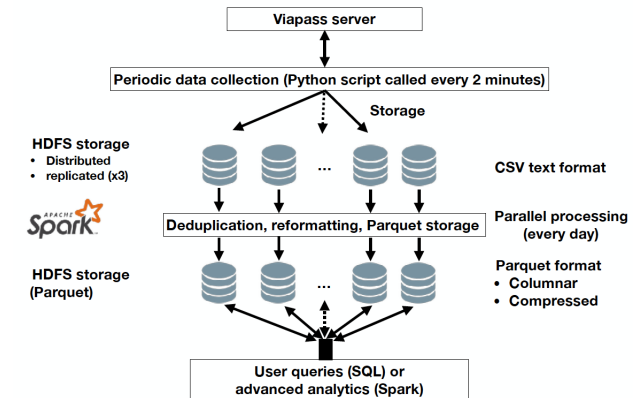 Viapass server
Periodic data collection (Python script called every 2 minutes)
Storage
HDFS storage
• Distributed
• replicated (x3)
...
CSV text format
APACHE
Spark
Deduplication, reformatting, Parquet storage
Parallel processing
(every day)
HDFS storage
(Parquet)
...
Parquet format
• Columnar
• Compressed
User queries (SQL) or
advanced analytics (Spark)